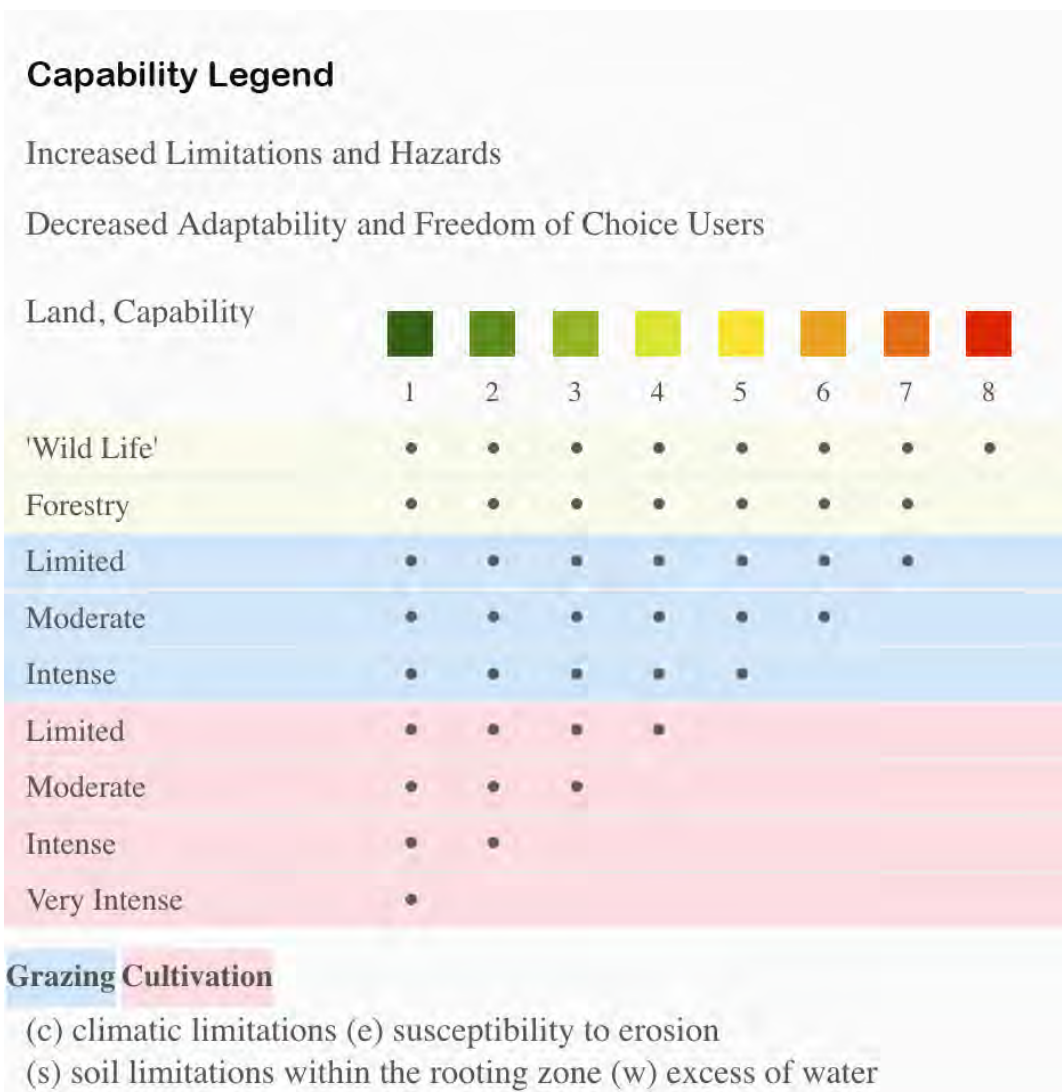 Capability Legend
Increased Limitations and Hazards
Decreased Adaptability and Freedom of Choice Users
Land, Capability
1 2 3 4 5 6 7 8
'Wild Life'
Forestry
Limited
Moderate
Intense
Limited
Moderate
Intense
Very Intense
Grazing Cultivation
(c) climatic limitations (e) susceptibility to erosion
(s) soil limitations within the rooting zone (w) excess of water